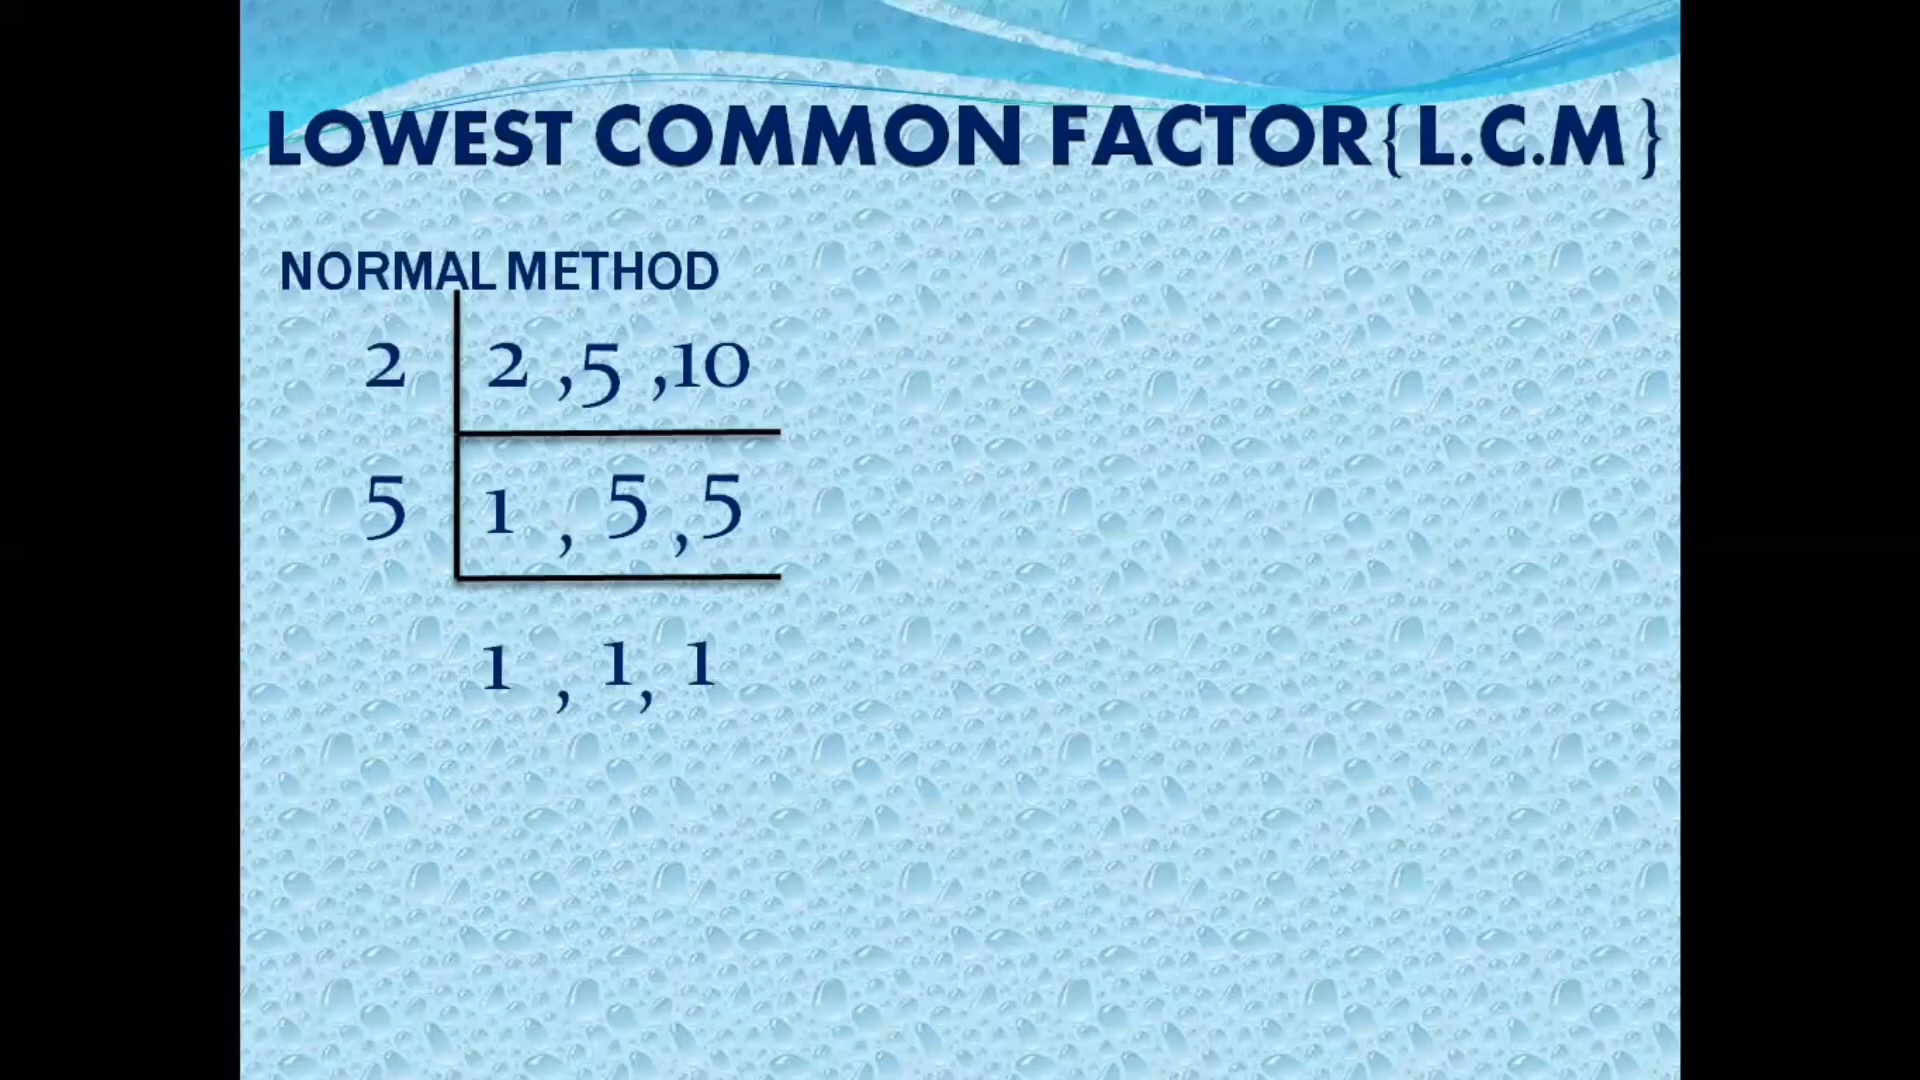 LOWEST COMMON FACTOR{L.C.M}
NORMAL METHOD
2 2 ,5 ,10
5 1 , 5 ,5
1 , 1, 1